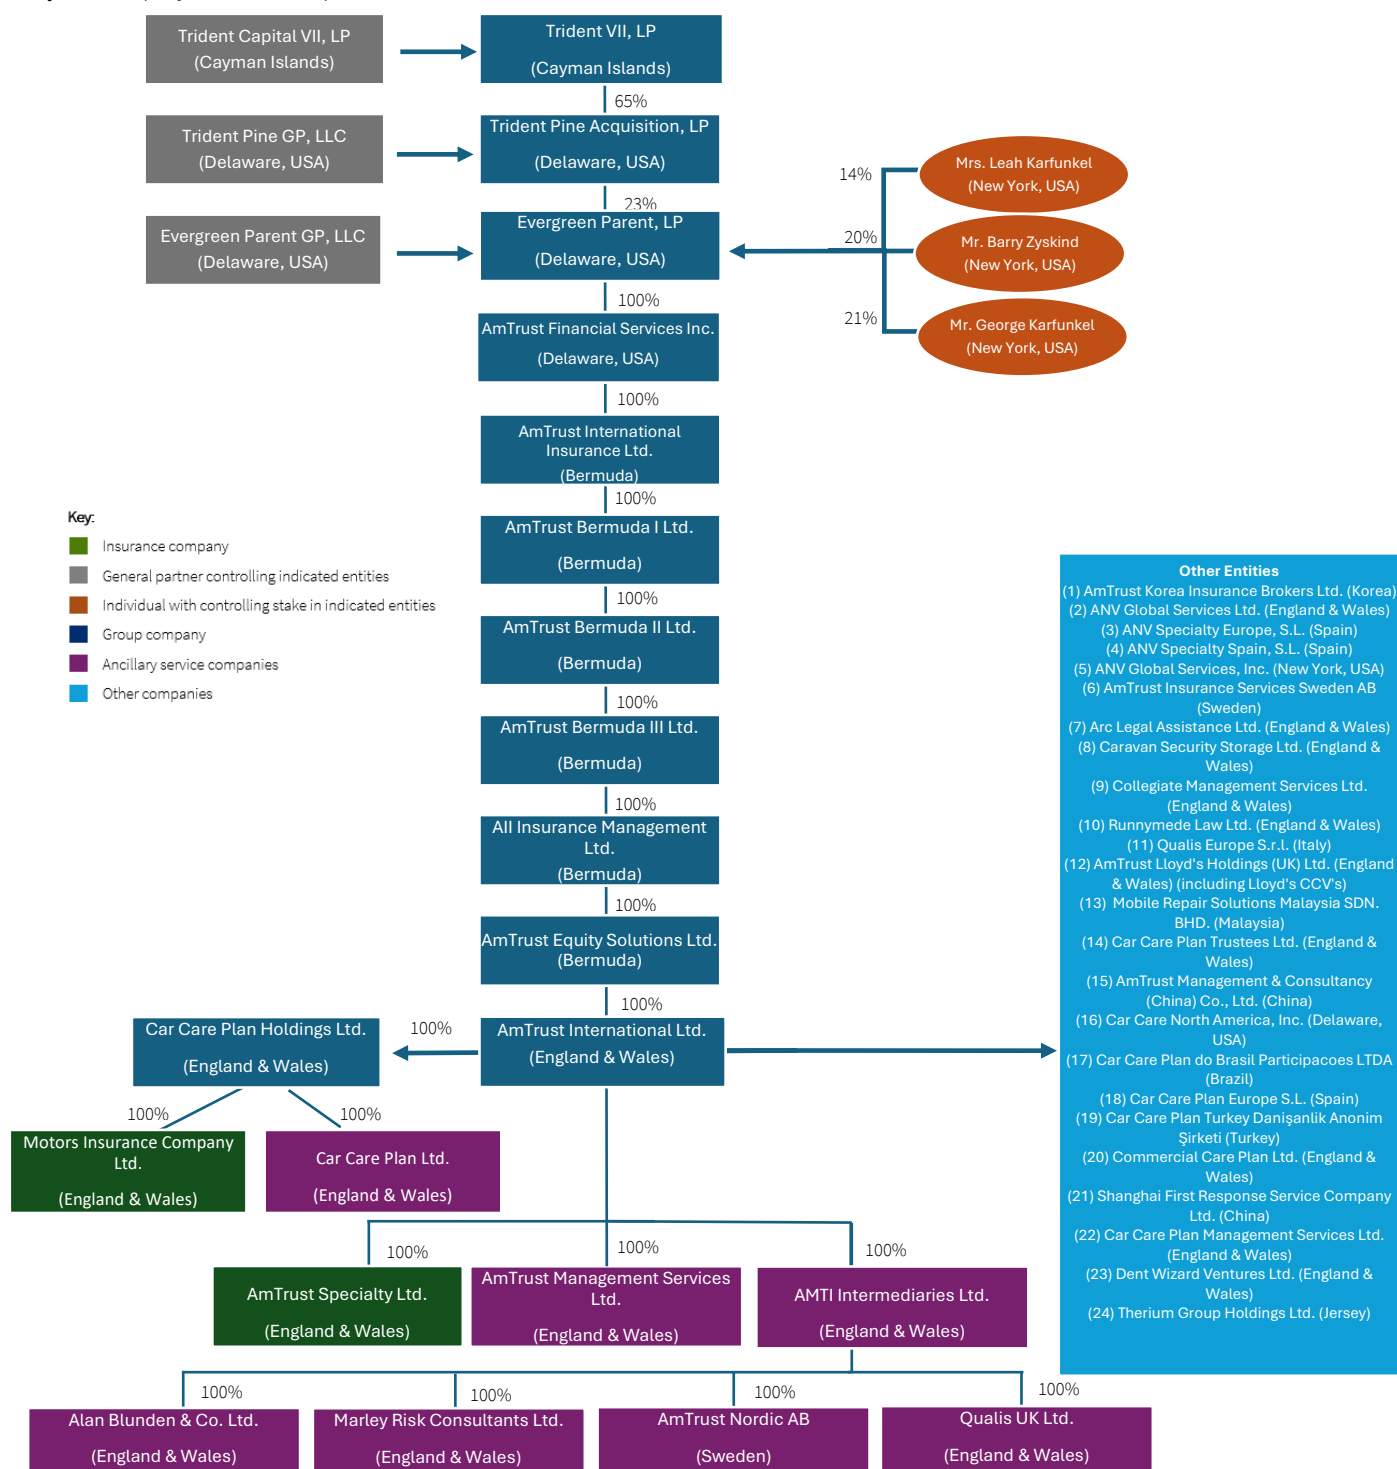 Trident Capital VII, LP
(Cayman Islands)
Trident VII, LP
(Cayman Islands)
65%
Trident Pine GP, LLC
(Delaware, USA)
Trident Pine Acquisition, LP
(Delaware, USA)
23%
Evergreen Parent GP, LLC
(Delaware, USA)
Evergreen Parent, LP
(Delaware, USA)
14%
Mrs. Leah Karfunkel
(New York, USA)
20%
Mr. Barry Zyskind
(New York, USA)
21%
Mr. George Karfunkel
(New York, USA)
100%
AmTrust Financial Services Inc.
(Delaware, USA)
100%
AmTrust International
Insurance Ltd.
(Bermuda)
100%
AmTrust Bermuda I Ltd.
(Bermuda)
100%
AmTrust Bermuda II Ltd.
(Bermuda)
100%
AmTrust Bermuda III Ltd.
(Bermuda)
100%
AII Insurance Management
Ltd.
(Bermuda)
100%
AmTrust Equity Solutions Ltd.
(Bermuda)
100%
Key:
Insurance company
General partner controlling indicated entities
Individual with controlling stake in indicated entities
Group company
Ancillary service companies
Other companies
Other Entities
(1) AmTrust Korea Insurance Brokers Ltd. (Korea)
(2) ANV Global Services Ltd. (England & Wales)
(3) ANV Specialty Europe, S.L. (Spain)
(4) ANV Specialty Spain, S.L. (Spain)
(5) ANV Global Services, Inc. (New York, USA)
(6) AmTrust Insurance Services Sweden AB
(Sweden)
(7) Arc Legal Assistance Ltd. (England & Wales)
(8) Caravan Security Storage Ltd. (England &
Wales)
(9) Collegiate Management Services Ltd.
(England & Wales)
(10) Runnymede Law Ltd. (England & Wales)
(11) Qualis Europe S.r.l. (Italy)
(12) AmTrust Lloyd's Holdings (UK) Ltd. (England
& Wales) (including Lloyd's CCV's)
(13) Mobile Repair Solutions Malaysia SDN.
BHD. (Malaysia)
(14) Car Care Plan Trustees Ltd. (England &
Wales)
(15) AmTrust Management & Consultancy
(China) Co., Ltd. (China)
(16) Car Care North America, Inc. (Delaware,
USA)
(17) Car Care Plan do Brasil Participacoes LTDA
(Brazil)
(18) Car Care Plan Europe S.L. (Spain)
(19) Car Care Plan Turkey Danişanlik Anonim
Şirketi (Turkey)
(20) Commercial Care Plan Ltd. (England &
Wales)
(21) Shanghai First Response Service Company
Ltd. (China)
(22) Car Care Plan Management Services Ltd.
(England & Wales)
(23) Dent Wizard Ventures Ltd. (England &
Wales)
(24) Therium Group Holdings Ltd. (Jersey)
Car Care Plan Holdings Ltd.
(England & Wales)
100%
AmTrust International Ltd.
(England & Wales)
100%
100%
Motors Insurance Company
Ltd.
(England & Wales)
Car Care Plan Ltd.
(England & Wales)
100%
100%
100%
AmTrust Specialty Ltd.
(England & Wales)
AmTrust Management Services
Ltd.
(England & Wales)
AMTI Intermediaries Ltd.
(England & Wales)
100%
100%
100%
100%
Alan Blunden & Co. Ltd.
(England & Wales)
Marley Risk Consultants Ltd.
(England & Wales)
AmTrust Nordic AB
(Sweden)
Qualis UK Ltd.
(England & Wales)